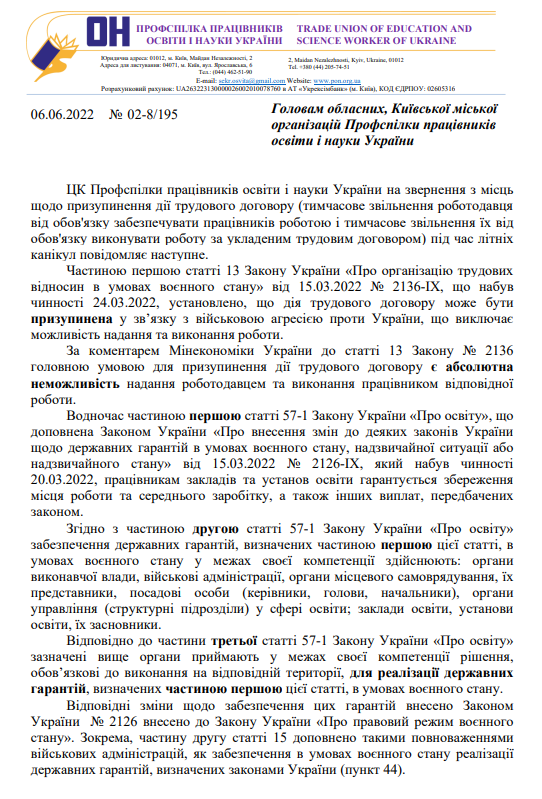 ОН ПРОФСПІЛКА ПРАЦІВНИКІВ TRADE UNION OF EDUCATION AND
ОСВІТИ І НАУКИ УКРАЇНИ SCIENCE WORKER OF UKRAINE
Юридична адреса: 01012, м. Київ, Майдан Незалежності, 2
Адреса для листування: 04071, м. Київ, вул. Ярославська, 6
Тел.: (044) 462-51-90
2, Maidan Nezalezhnosti, Kyiv, Ukraine, 01012
Tel. +380 (44) 205-74-51
E-mail: sekr.osvita@gmail.com Website: www.pon.org.ua
Розрахунковий рахунок: UA263223130000026002010078760 в АТ «Укрексімбанк» (м. Київ), КОД ЄДРПОУ: 02605316
06.06.2022 № 02-8/195
Головам обласних, Київської міської
організацій Профспілки працівників
освіти і науки України
ЦК Профспілки працівників освіти і науки України на звернення з місць
щодо призупинення дії трудового договору (тимчасове звільнення роботодавця
від обов'язку забезпечувати працівників роботою і тимчасове звільнення їх від
обов'язку виконувати роботу за укладеним трудовим договором) під час літніх
канікул повідомляє наступне.
Частиною першою статті 13 Закону України «Про організацію трудових
відносин в умовах воєнного стану» від 15.03.2022 № 2136-ІХ, що набув
чинності 24.03.2022, установлено, що дія трудового договору може бути
призупинена у зв’язку з військовою агресією проти України, що виключає
можливість надання та виконання роботи.
За коментарем Мінекономіки України до статті 13 Закону № 2136
головною умовою для призупинення дії трудового договору є абсолютна
неможливість надання роботодавцем та виконання працівником відповідної
роботи.
Водночас частиною першою статті 57-1 Закону України «Про освіту», що
доповнена Законом України «Про внесення змін до деяких законів України
щодо державних гарантій в умовах воєнного стану, надзвичайної ситуації або
надзвичайного стану» від 15.03.2022 № 2126-ІХ, який набув чинності
20.03.2022, працівникам закладів та установ освіти гарантується збереження
місця роботи та середнього заробітку, а також інших виплат, передбачених
законом.
Згідно з частиною другою статті 57-1 Закону України «Про освіту»
забезпечення державних гарантій, визначених частиною першою цієї статті, в
умовах воєнного стану у межах своєї компетенції здійснюють: органи
виконавчої влади, військові адміністрації, органи місцевого самоврядування, їх
представники, посадові особи (керівники, голови, начальники), органи
управління (структурні підрозділи) у сфері освіти; заклади освіти, установи
освіти, їх засновники.
Відповідно до частини третьої статті 57-1 Закону України «Про освіту»
зазначені вище органи приймають у межах своєї компетенції рішення,
обов’язкові до виконання на відповідній території, для реалізації державних
гарантій, визначених частиною першою цієї статті, в умовах воєнного стану.
Відповідні зміни щодо забезпечення цих гарантій внесено Законом
України № 2126 внесено до Закону України «Про правовий режим воєнного
стану». Зокрема, частину другу статті 15 доповнено такими повноваженнями
військових адміністрацій, як забезпечення в умовах воєнного стану реалізації
державних гарантій, визначених законами України (пункт 44).